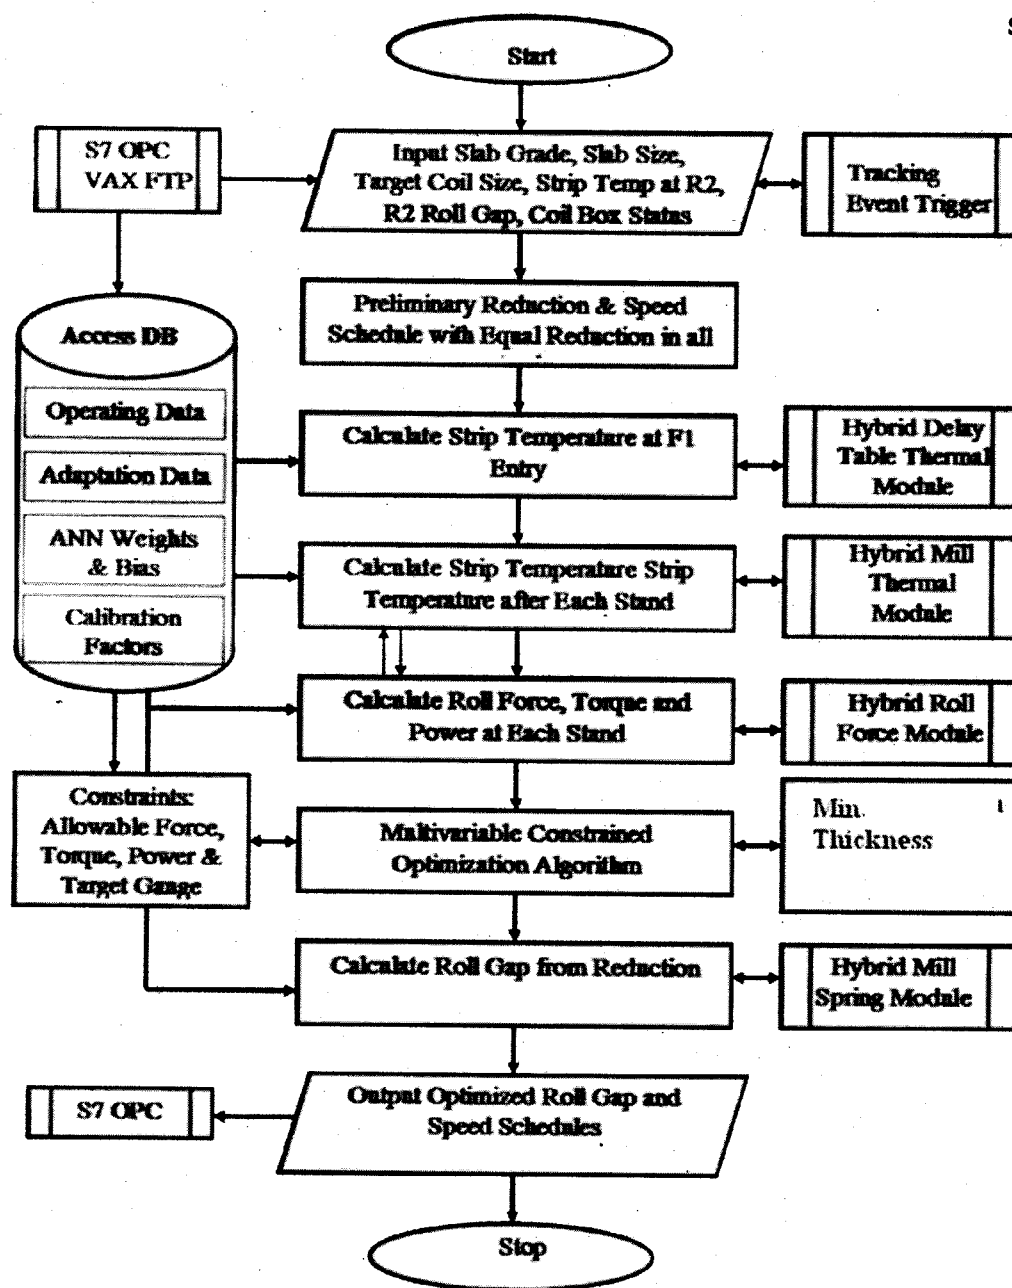 S
Start
S7 OPC
VAX FTP
Input Slab Grade, Slab Size,
Target Coil Size, Strip Temp at R2,
R2 Roll Gap, Coil Box Status
Tracking
Event Trigger
Preliminary Reduction & Speed
Schedule with Equal Reduction in all
Access DB
Operating Data
Adaptation Data
ANN Weights
& Bias
Calibration
Factors
Calculate Strip Temperature at F1
Entry
Hybrid Delay
Table Thermal
Module
Calculate Strip Temperature Strip
Temperature after Each Stand
Hybrid Mill
Thermal
Module
Calculate Roll Force, Torque and
Power at Each Stand
Hybrid Roll
Force Module
Constraints:
Allowable Force,
Torque, Power &
Target Gauge
Multivariable Constrained
Optimization Algorithm
Min.
Thickness
Calculate Roll Gap from Reduction
Hybrid Mill
Spring Module
S7 OPC
Output Optimized Roll Gap and
Speed Schedules
Stop